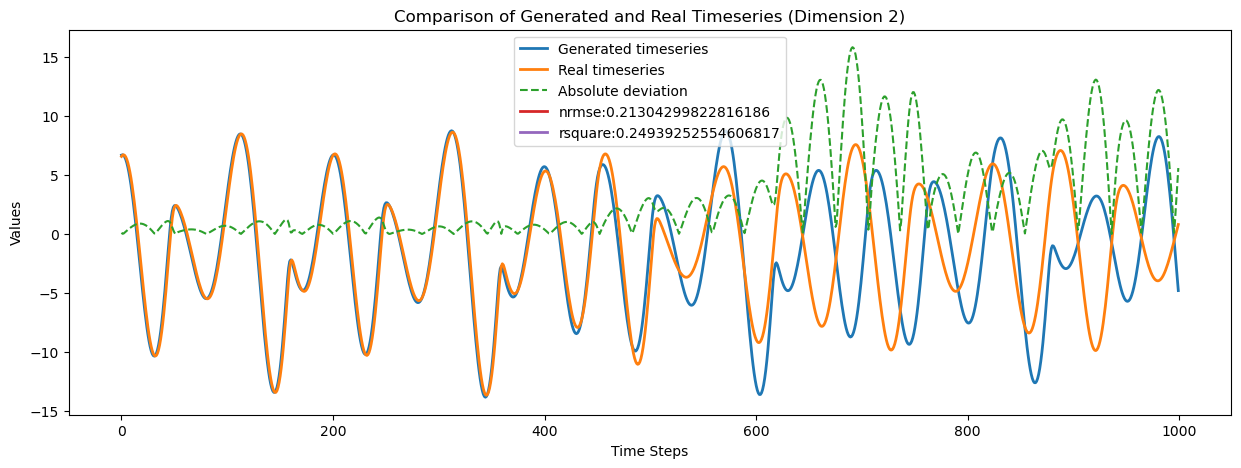 Comparison of Generated and Real Timeseries (Dimension 2)
Generated timeseries
Real timeseries
Absolute deviation
nrmse:0.21304299822816186
rsquare:0.24939252554606817
Values
15
10
5
0
−5
−10
−15
0
200
400
600
800
1000
Time Steps